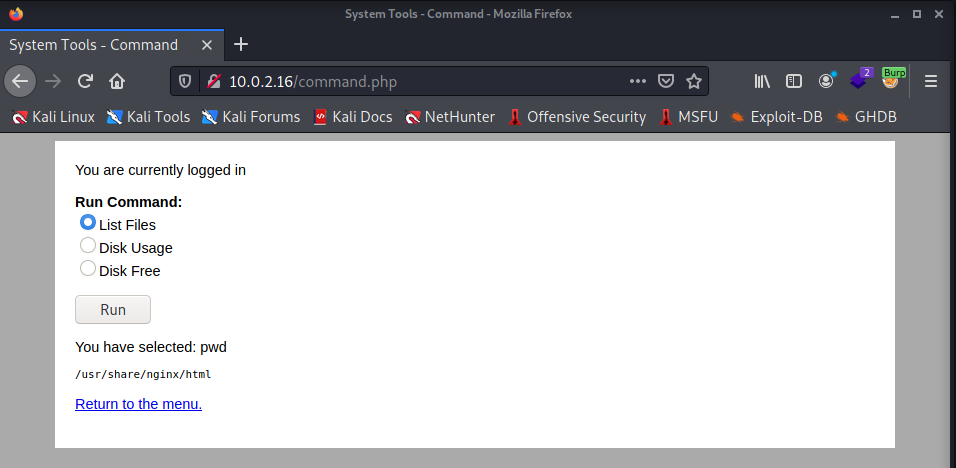 System Tools - Command - Mozilla Firefox
System Tools - Command
10.0.2.16/command.php
2
Burp
Kali Linux Kali Tools Kali Forums Kali Docs NetHunter Offensive Security MSFU Exploit-DB GHDB
You are currently logged in
Run Command:
List Files
Disk Usage
Disk Free
Run
You have selected: pwd
/usr/share/nginx/html
Return to the menu.